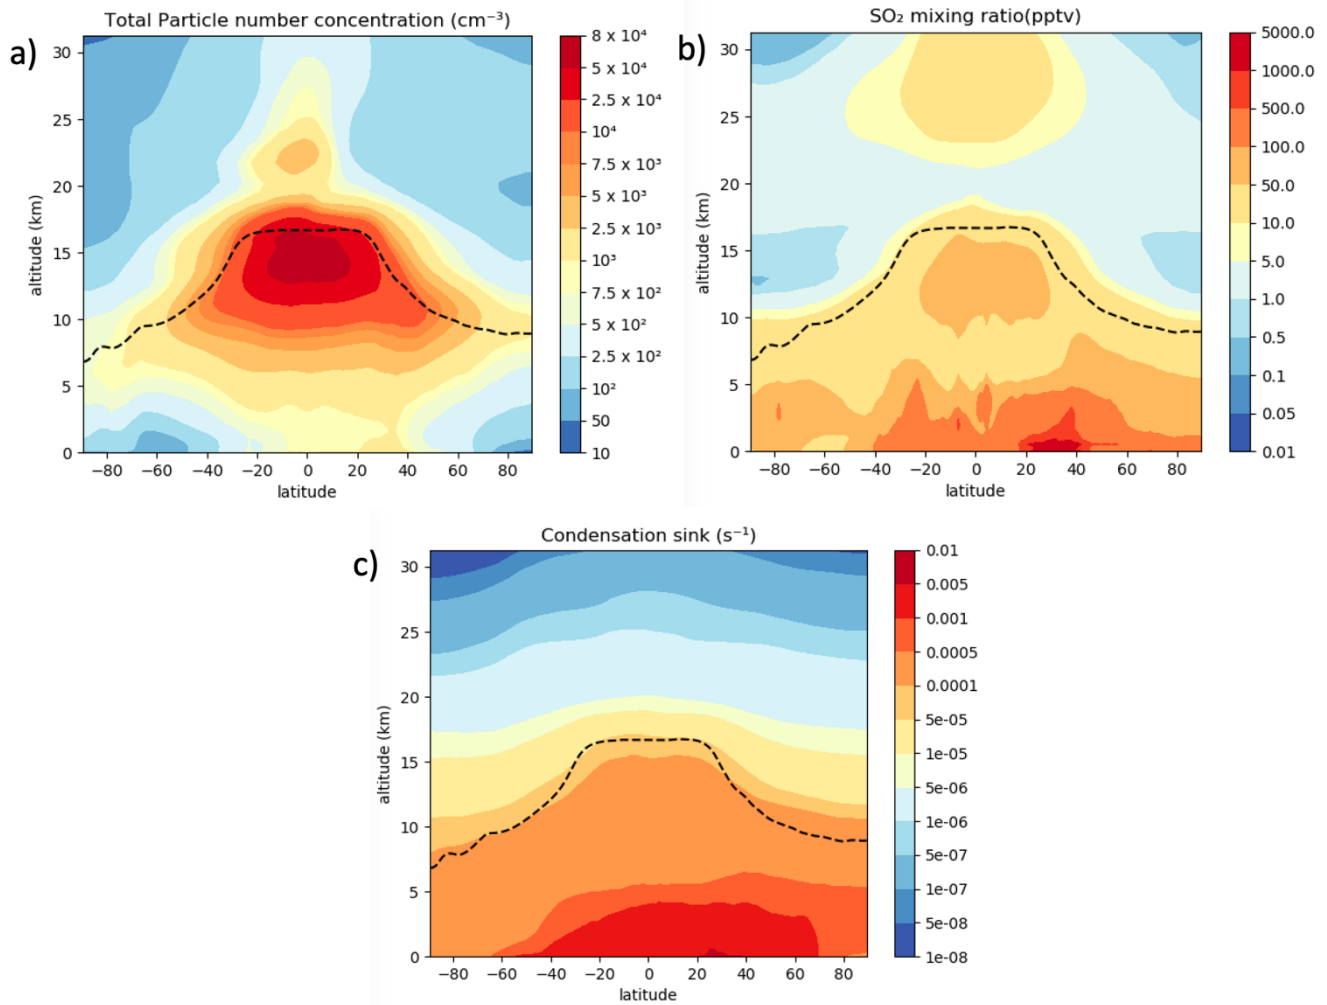 Total Particle number concentration (cm⁻³)
a)
30
25
20
15
10
5
0
altitude (km)
−80 −60 −40 −20 0 20 40 60 80
latitude
8 x 10⁴
5 x 10⁴
2.5 x 10⁴
10⁴
7.5 x 10³
5 x 10³
2.5 x 10³
10³
7.5 x 10²
5 x 10²
2.5 x 10²
10²
50
10
SO₂ mixing ratio(pptv)
b)
30
25
20
15
10
5
0
altitude (km)
−80 −60 −40 −20 0 20 40 60 80
latitude
5000.0
1000.0
500.0
100.0
50.0
10.0
5.0
1.0
0.5
0.1
0.05
0.01
Condensation sink (s⁻¹)
c)
30
25
20
15
10
5
0
altitude (km)
−80 −60 −40 −20 0 20 40 60 80
latitude
0.01
0.005
0.001
0.0005
0.0001
5e-05
1e-05
5e-06
1e-06
5e-07
1e-07
5e-08
1e-08